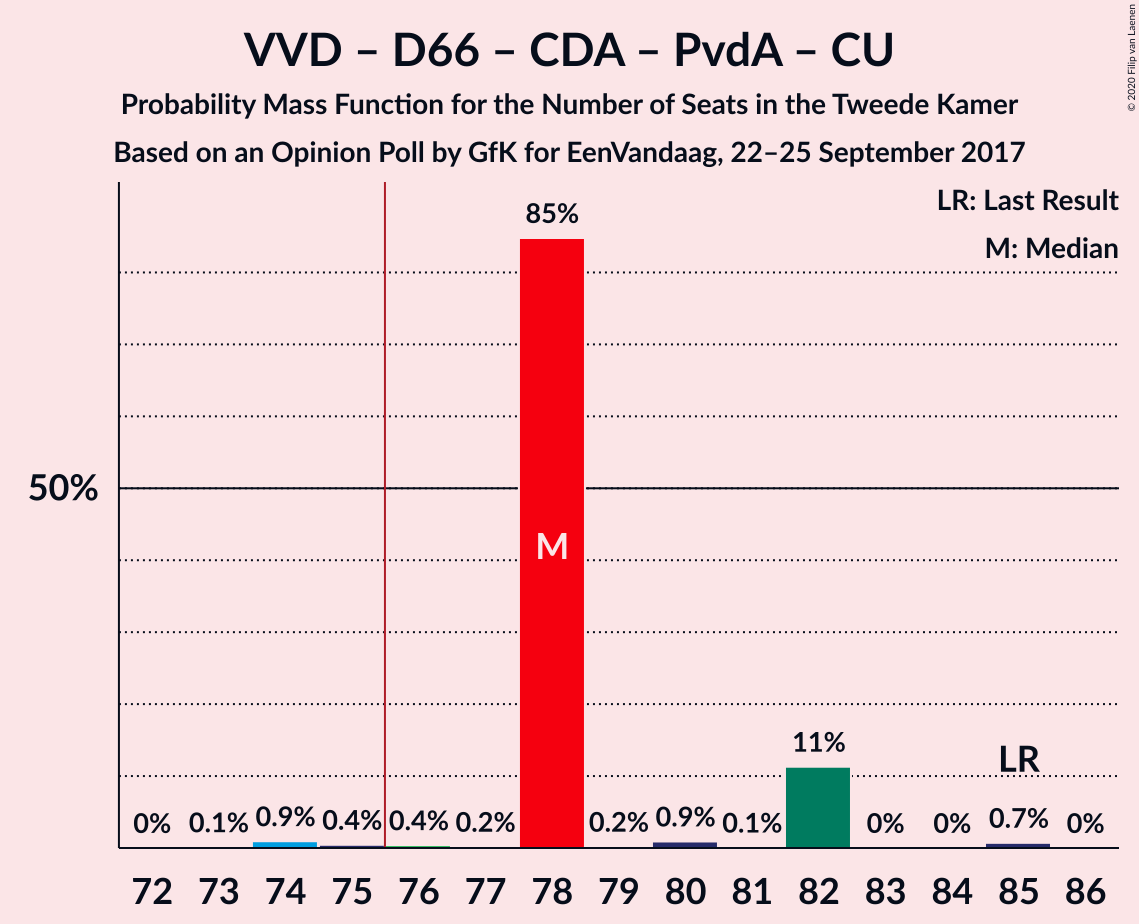 VVD – D66 – CDA – PvdA – CU
Probability Mass Function for the Number of Seats in the Tweede Kamer
Based on an Opinion Poll by GfK for EenVandaag, 22–25 September 2017
© 2020 Filip van Laenen
LR: Last Result
M: Median
85%
50%
M
11%
LR
0% 0.1% 0.9% 0.4% 0.4% 0.2% 0.2% 0.9% 0.1% 0% 0% 0.7% 0%
72 73 74 75 76 77 78 79 80 81 82 83 84 85 86